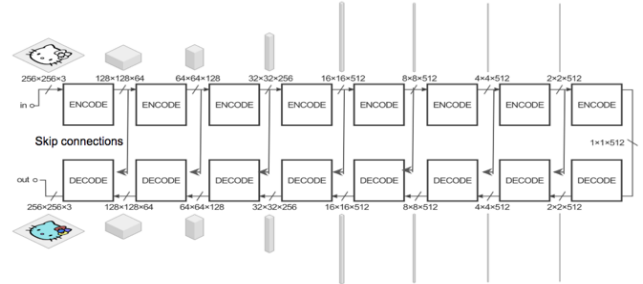 256×256×3 128×128×64 64×64×128 32×32×256 16×16×512 8×8×512 4×4×512 2×2×512
in ENCODE ENCODE ENCODE ENCODE ENCODE ENCODE ENCODE ENCODE
Skip connections
1×1×512
out DECODE DECODE DECODE DECODE DECODE DECODE DECODE DECODE
256×256×3 128×128×64 64×64×128 32×32×256 16×16×512 8×8×512 4×4×512 2×2×512